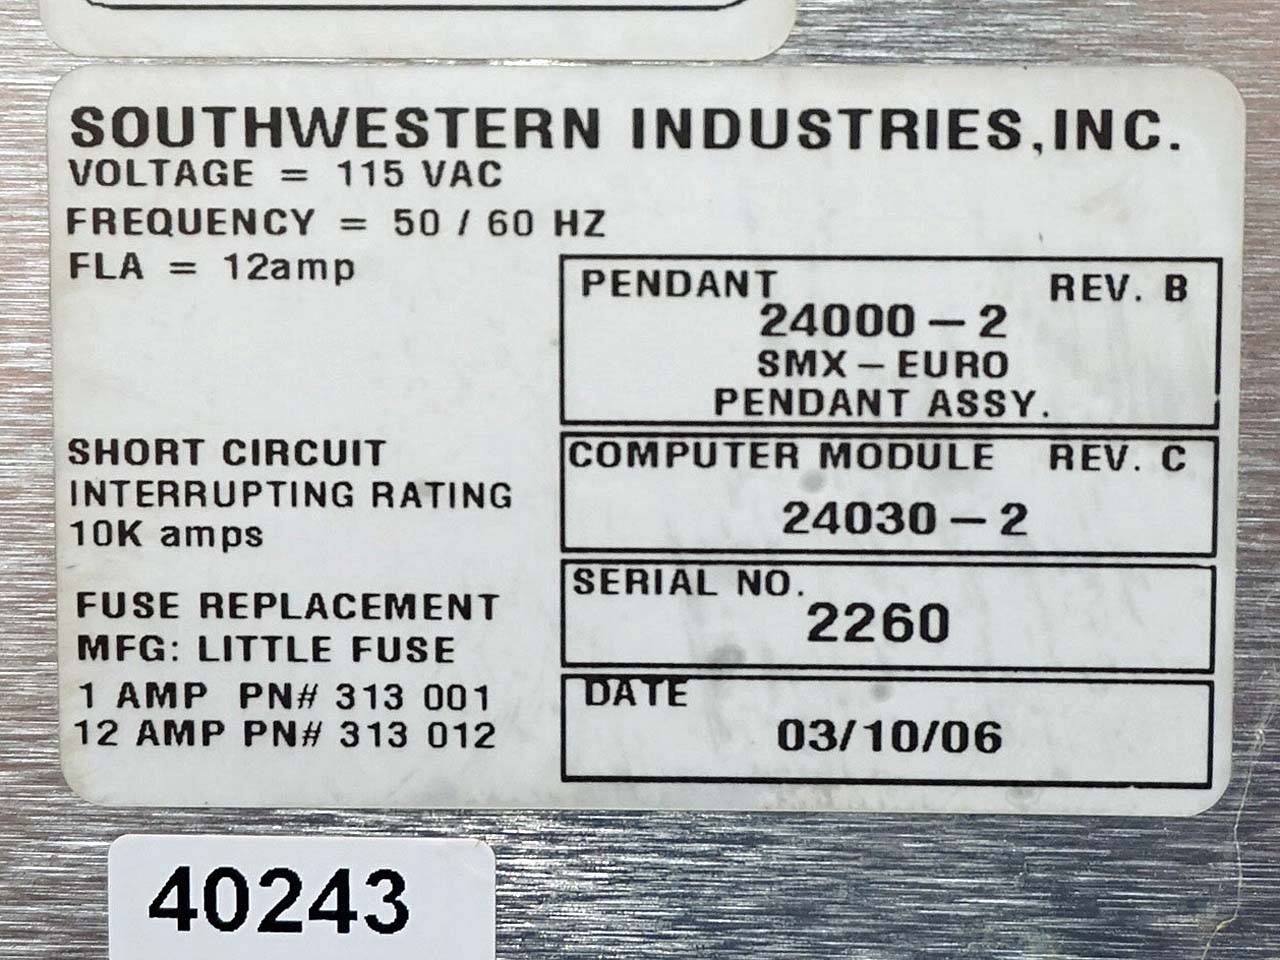 SOUTHWESTERN INDUSTRIES,INC.
VOLTAGE = 115 VAC
FREQUENCY = 50 / 60 HZ
FLA = 12amp
PENDANT REV. B
24000-2
SMX-EURO
PENDANT ASSY.
SHORT CIRCUIT
INTERRUPTING RATING
10K amps
COMPUTER MODULE REV. C
24030-2
FUSE REPLACEMENT
MFG: LITTLE FUSE
1 AMP PN# 313 001
12 AMP PN# 313 012
SERIAL NO.
2260
DATE
03/10/06
40243